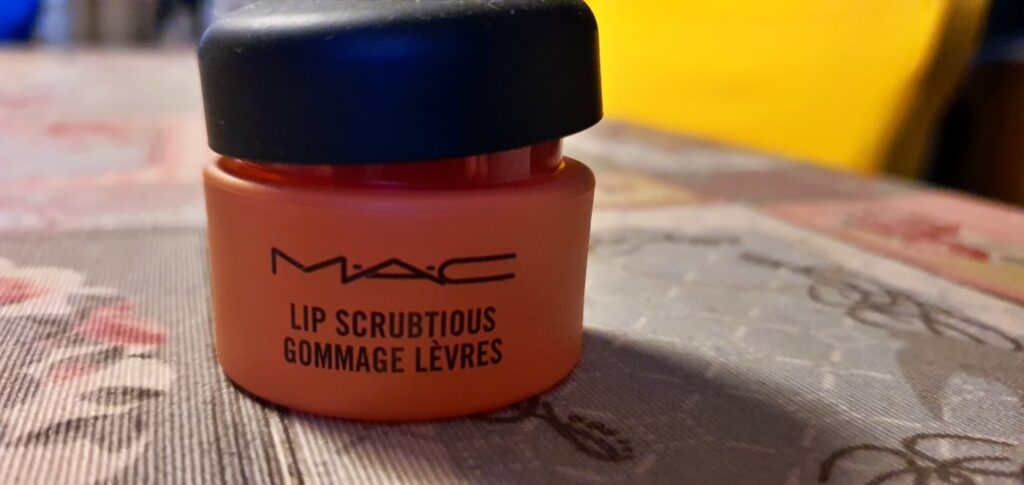 M·A·C
LIP SCRUBTIOUS
GOMMAGE LÈVRES